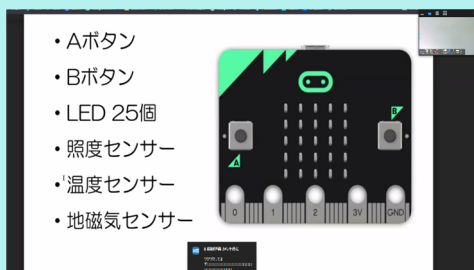 ・Aボタン
・Bボタン
・LED 25個
・照度センサー
・温度センサー
・地磁気センサー
B
A
0 1 2 3V GND